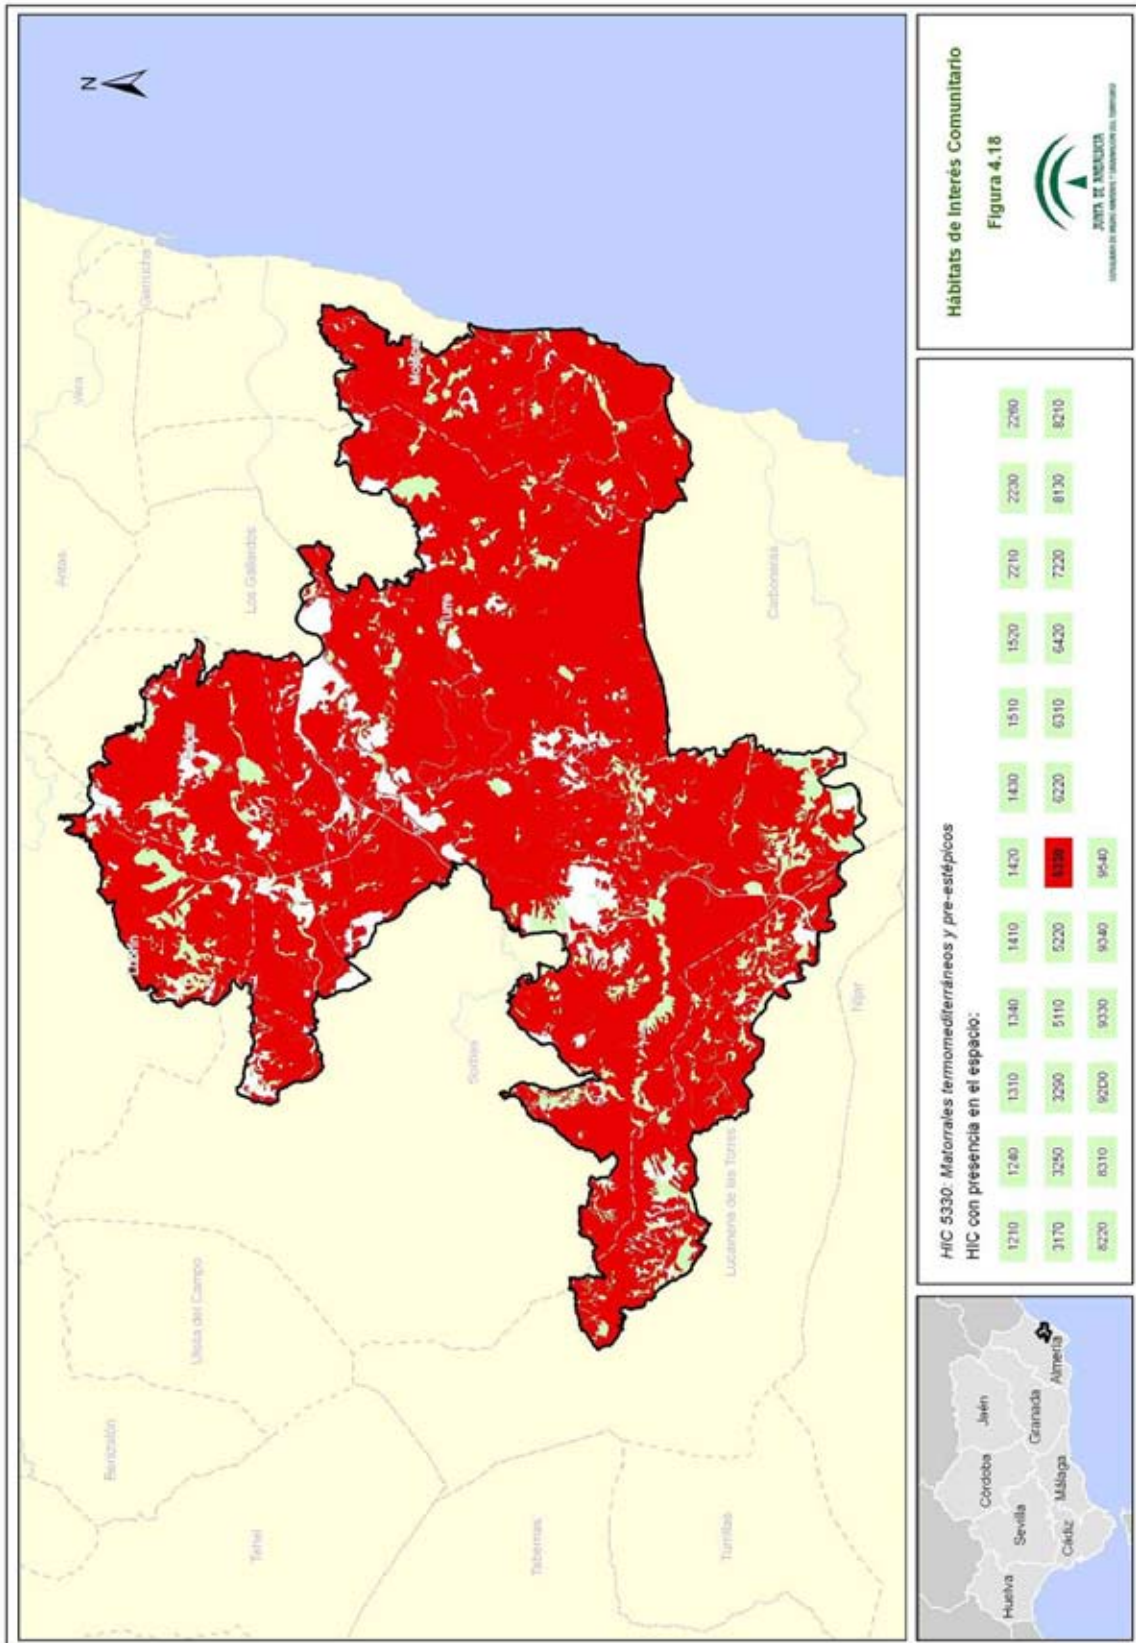 N
Vera
Garrucha
Antas
Los Gallardos
Mojácar
Bédar
Turre
Lubrín
Carboneras
Sorbas
Níjar
Lucainena de las Torres
Uleila del Campo
Benizalón
Tahal
Tabernas
Turrillas
Huelva
Sevilla
Córdoba
Jaén
Cádiz
Málaga
Granada
Almería
HIC 5330: Matorrales termomediterráneos y pre-estépicos
HIC con presencia en el espacio:
1210 1240 1310 1340 1410 1420 1430 1510 1520 2210 2230 2260
3170 3250 3290 5110 5220 5330 6220 6310 6420 7220 8130 8210
8220 8310 92D0 9330 9340 9540
Hábitats de Interés Comunitario
Figura 4.18
JUNTA DE ANDALUCIA